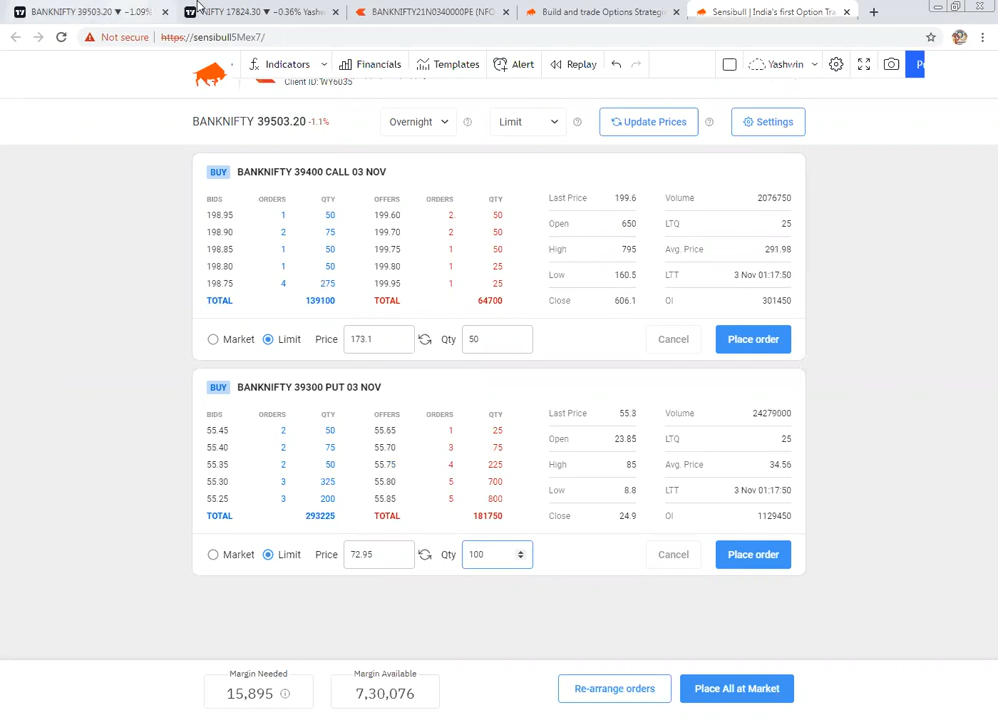 BANKNIFTY 39503.20 ▼ −1.09% × NIFTY 17824.30 ▼ −0.36% Yashw × BANKNIFTY21N0340000PE (NFO × Build and trade Options Strategi × Sensibull | India's first Option Tra × +
Not secure | https://sensibull5Mex7/
Indicators Financials Templates Alert Replay Yashwin
Client ID: WY6035
BANKNIFTY 39503.20 -1.1% Overnight Limit Update Prices Settings
BUY BANKNIFTY 39400 CALL 03 NOV
BIDS ORDERS QTY OFFERS ORDERS QTY Last Price 199.6 Volume 2076750
198.95 1 50 199.60 2 50
198.90 2 75 199.70 2 50 Open 650 LTQ 25
198.85 1 50 199.75 1 50 High 795 Avg. Price 291.98
198.80 1 50 199.80 1 25 Low 160.5 LTT 3 Nov 01:17:50
198.75 4 275 199.95 1 25
TOTAL 139100 TOTAL 64700 Close 606.1 OI 301450
Market Limit Price 173.1 Qty 50 Cancel Place order
BUY BANKNIFTY 39300 PUT 03 NOV
BIDS ORDERS QTY OFFERS ORDERS QTY Last Price 55.3 Volume 24279000
55.45 2 50 55.65 1 25
55.40 2 75 55.70 3 75 Open 23.85 LTQ 25
55.35 2 50 55.75 4 225 High 85 Avg. Price 34.56
55.30 3 325 55.80 5 700 Low 8.8 LTT 3 Nov 01:17:50
55.25 3 200 55.85 5 800
TOTAL 293225 TOTAL 181750 Close 24.9 OI 1129450
Market Limit Price 72.95 Qty 100 Cancel Place order
Margin Needed Margin Available
15,895 7,30,076 Re-arrange orders Place All at Market